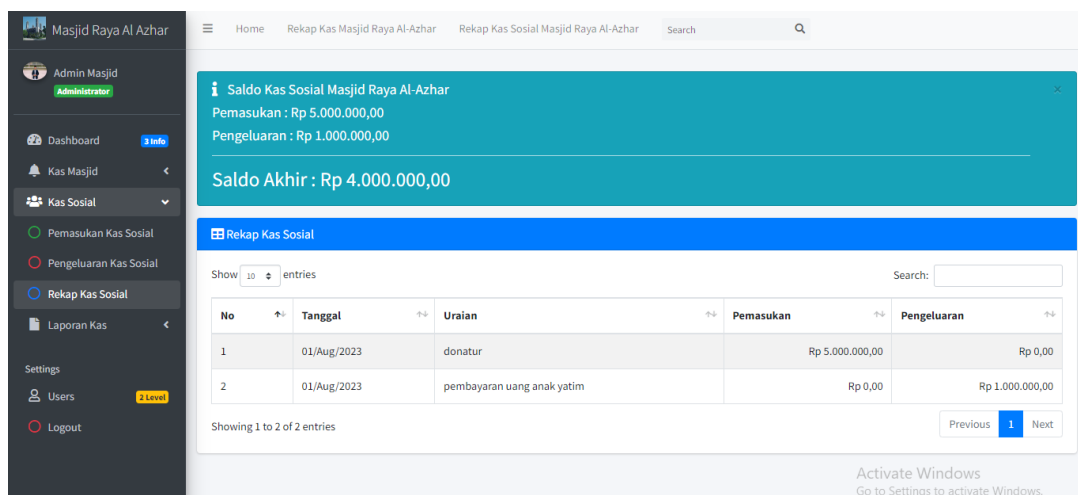 Masjid Raya Al Azhar
Home Rekap Kas Masjid Raya Al-Azhar Rekap Kas Sosial Masjid Raya Al-Azhar Search
Admin Masjid
Administrator
Dashboard 3 Info
Kas Masjid
Kas Sosial
Pemasukan Kas Sosial
Pengeluaran Kas Sosial
Rekap Kas Sosial
Laporan Kas
Settings
Users 2 Level
Logout
Saldo Kas Sosial Masjid Raya Al-Azhar ×
Pemasukan : Rp 5.000.000,00
Pengeluaran : Rp 1.000.000,00
Saldo Akhir : Rp 4.000.000,00
Rekap Kas Sosial
Show 10 entries Search:
No Tanggal Uraian Pemasukan Pengeluaran
1 01/Aug/2023 donatur Rp 5.000.000,00 Rp 0,00
2 01/Aug/2023 pembayaran uang anak yatim Rp 0,00 Rp 1.000.000,00
Showing 1 to 2 of 2 entries Previous 1 Next
Activate Windows
Go to Settings to activate Windows.